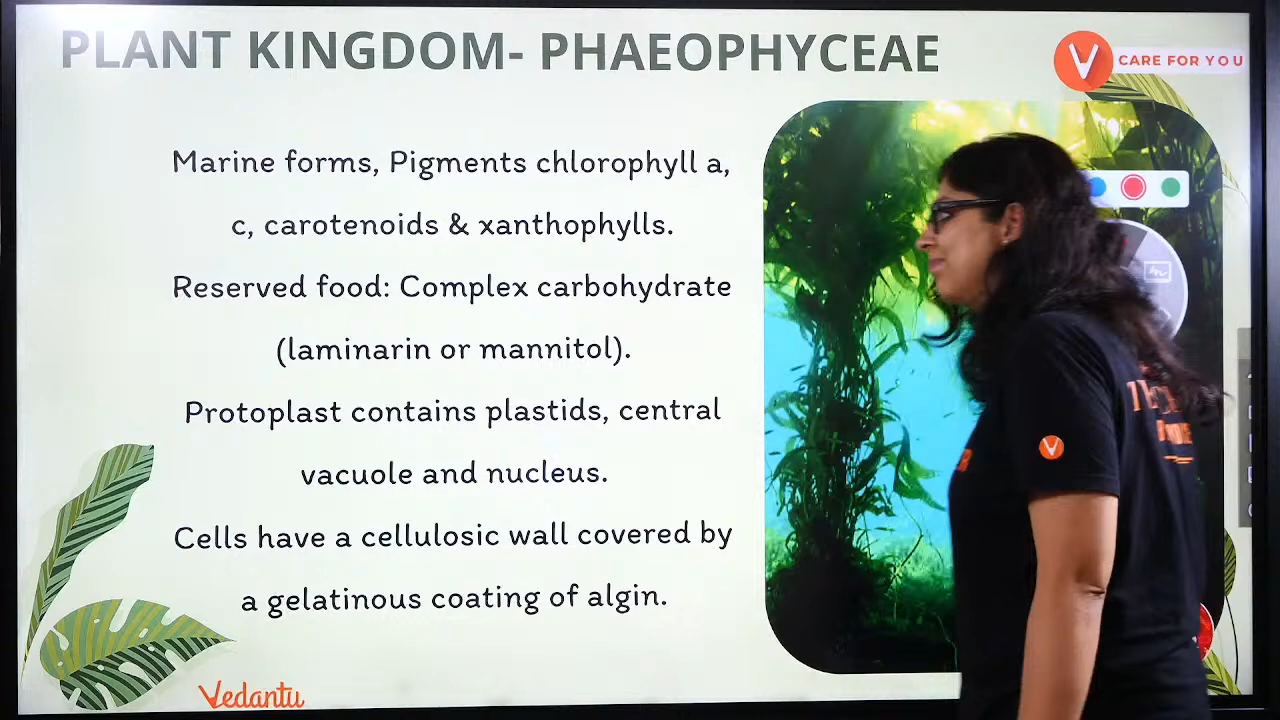 PLANT KINGDOM- PHAEOPHYCEAE
V CARE FOR YOU
Marine forms, Pigments chlorophyll a,
c, carotenoids & xanthophylls.
Reserved food: Complex carbohydrate
(laminarin or mannitol).
Protoplast contains plastids, central
vacuole and nucleus.
Cells have a cellulosic wall covered by
a gelatinous coating of algin.
Vedantu
V